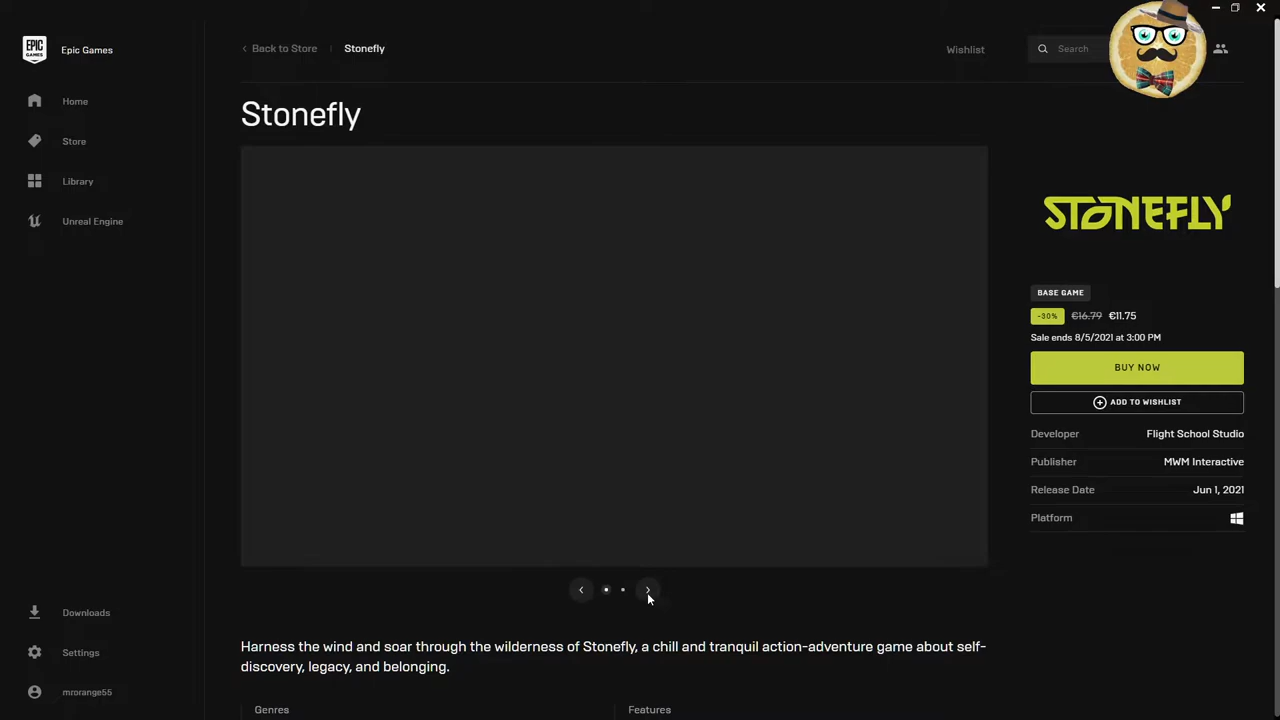 EPIC GAMES
Epic Games
Back to Store
Stonefly
Wishlist
Search
Home
Store
Library
Unreal Engine
Stonefly
STONEFLY
BASE GAME
-30% €16.79 €11.75
Sale ends 8/5/2021 at 3:00 PM
BUY NOW
ADD TO WISHLIST
Developer Flight School Studio
Publisher MWM Interactive
Release Date Jun 1, 2021
Platform
Downloads
Settings
mrorange55
Harness the wind and soar through the wilderness of Stonefly, a chill and tranquil action-adventure game about self-
discovery, legacy, and belonging.
Genres
Features